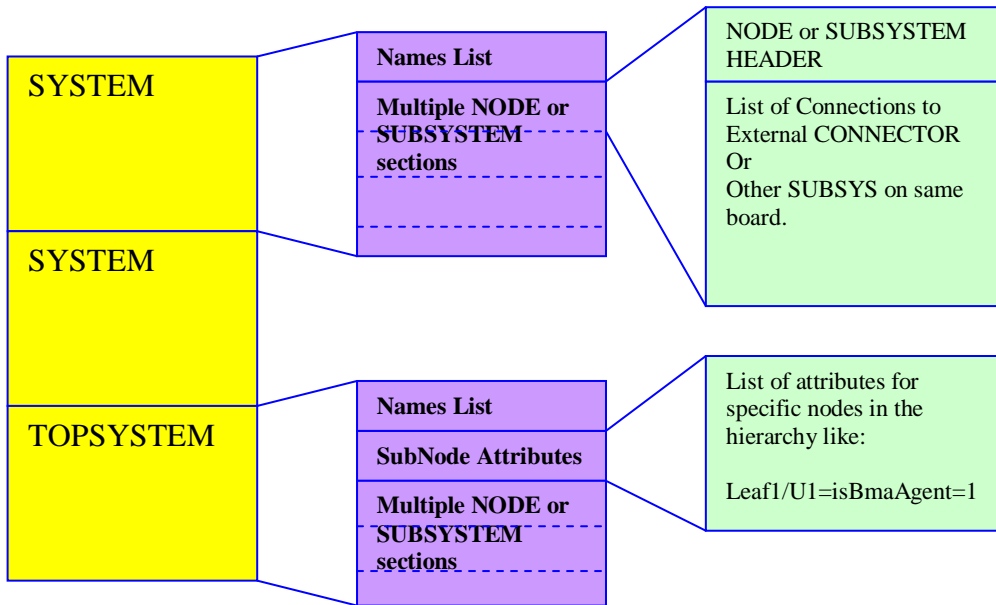 SYSTEM
SYSTEM
TOPSYSTEM
Names List
Multiple NODE or
SUBSYSTEM
sections
NODE or SUBSYSTEM
HEADER
List of Connections to
External CONNECTOR
Or
Other SUBSYS on same
board.
Names List
SubNode Attributes
Multiple NODE or
SUBSYSTEM
sections
List of attributes for
specific nodes in the
hierarchy like:
Leaf1/U1=isBmaAgent=1